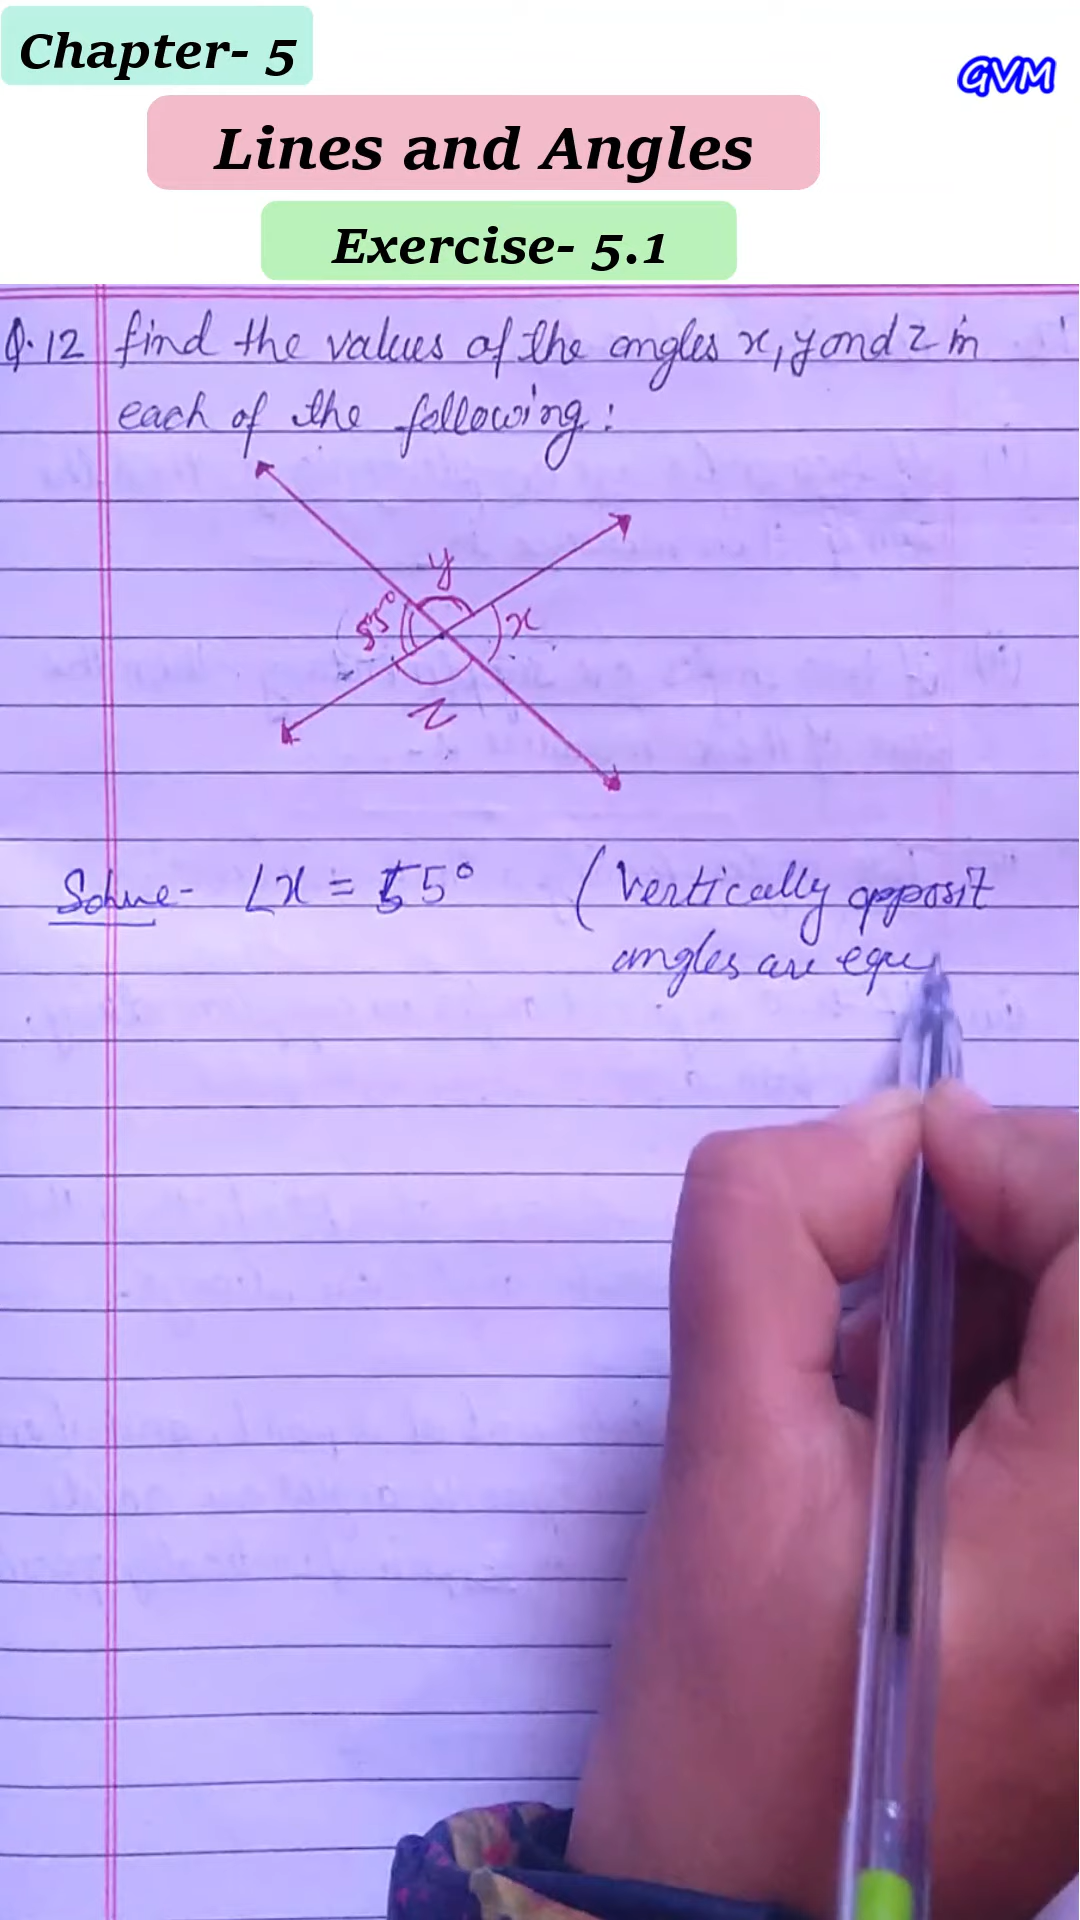 Chapter- 5
GVM
Lines and Angles
Exercise- 5.1
Q.12 find the values of the angles x, y and z in
each of the following:
y
55° x
z
Solve- ∠x = 55° (Vertically opposit
angles are equ